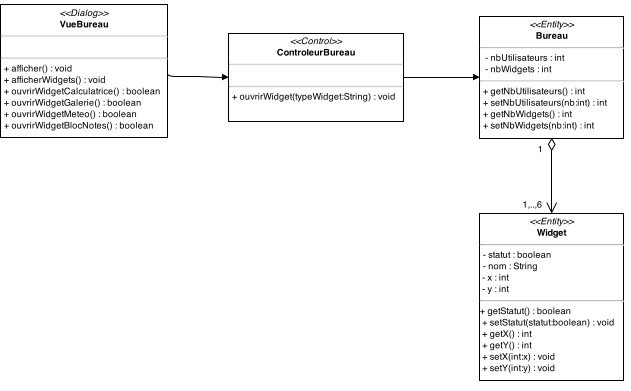 <<Dialog>>
VueBureau
+ afficher() : void
+ afficherWidgets() : void
+ ouvrirWidgetCalculatrice() : boolean
+ ouvrirWidgetGalerie() : boolean
+ ouvrirWidgetMeteo() : boolean
+ ouvrirWidgetBlocNotes() : boolean
<<Control>>
ControleurBureau
+ ouvrirWidget(typeWidget:String) : void
<<Entity>>
Bureau
- nbUtilisateurs : int
- nbWidgets : int
+ getNbUtilisateurs() : int
+ setNbUtilisateurs(nb:int) : int
+ getNbWidgets() : int
+ setNbWidgets(nb:int) : int
1
1,..,6
<<Entity>>
Widget
- statut : boolean
- nom : String
- x : int
- y : int
+ getStatut() : boolean
+ setStatut(statut:boolean) : void
+ getX() : int
+ getY() : int
+ setX(int:x) : void
+ setY(int:y) : void